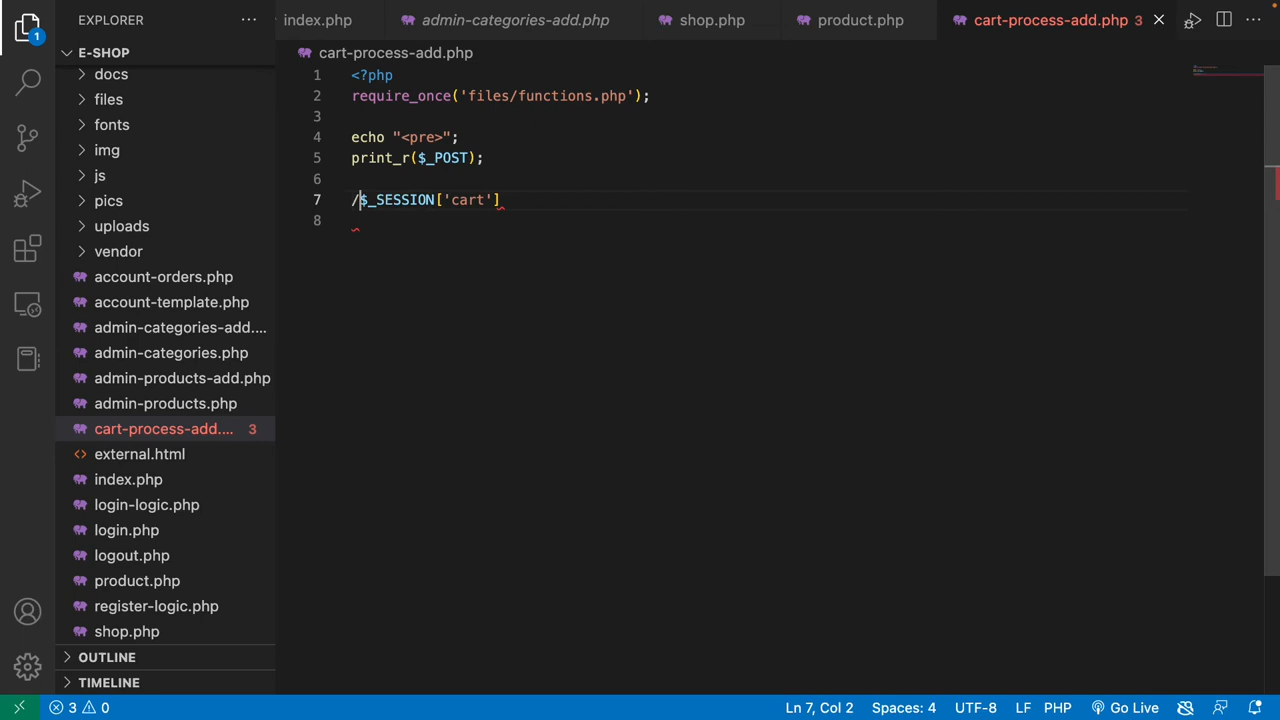 EXPLORER
index.php
admin-categories-add.php
shop.php
product.php
cart-process-add.php 3
1
E-SHOP
cart-process-add.php
docs
files
fonts
img
js
pics
uploads
vendor
account-orders.php
account-template.php
admin-categories-add....
admin-categories.php
admin-products-add.php
admin-products.php
cart-process-add.... 3
external.html
index.php
login-logic.php
login.php
logout.php
product.php
register-logic.php
shop.php
OUTLINE
TIMELINE
1 <?php
2 require_once('files/functions.php');
3
4 echo "<pre>";
5 print_r($_POST);
6
7 /$_SESSION['cart']
8
3 0
Ln 7, Col 2
Spaces: 4
UTF-8
LF
PHP
Go Live